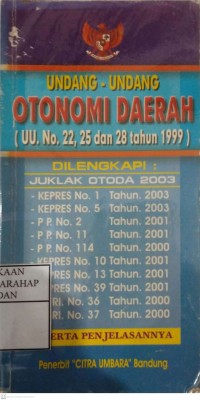 UNDANG - UNDANG
OTONOMI DAERAH
( UU. No. 22, 25 dan 28 tahun 1999 )
DILENGKAPI :
JUKLAK OTODA 2003
- KEPRES No. 1 Tahun. 2003
- KEPRES No. 5 Tahun. 2003
- P P. No. 2 Tahun. 2001
- P P. No. 11 Tahun. 2001
- P P. No. 114 Tahun. 2000
KEPRES No. 10 Tahun. 2001
KEPRES No. 13 Tahun. 2001
KEPRES No. 39 Tahun. 2001
RI. No. 36 Tahun. 2000
RI. No. 37 Tahun. 2000
KAAN
ARAHAP
DAN
ERTA PENJELASANNYA
Penerbit "CITRA UMBARA" Bandung